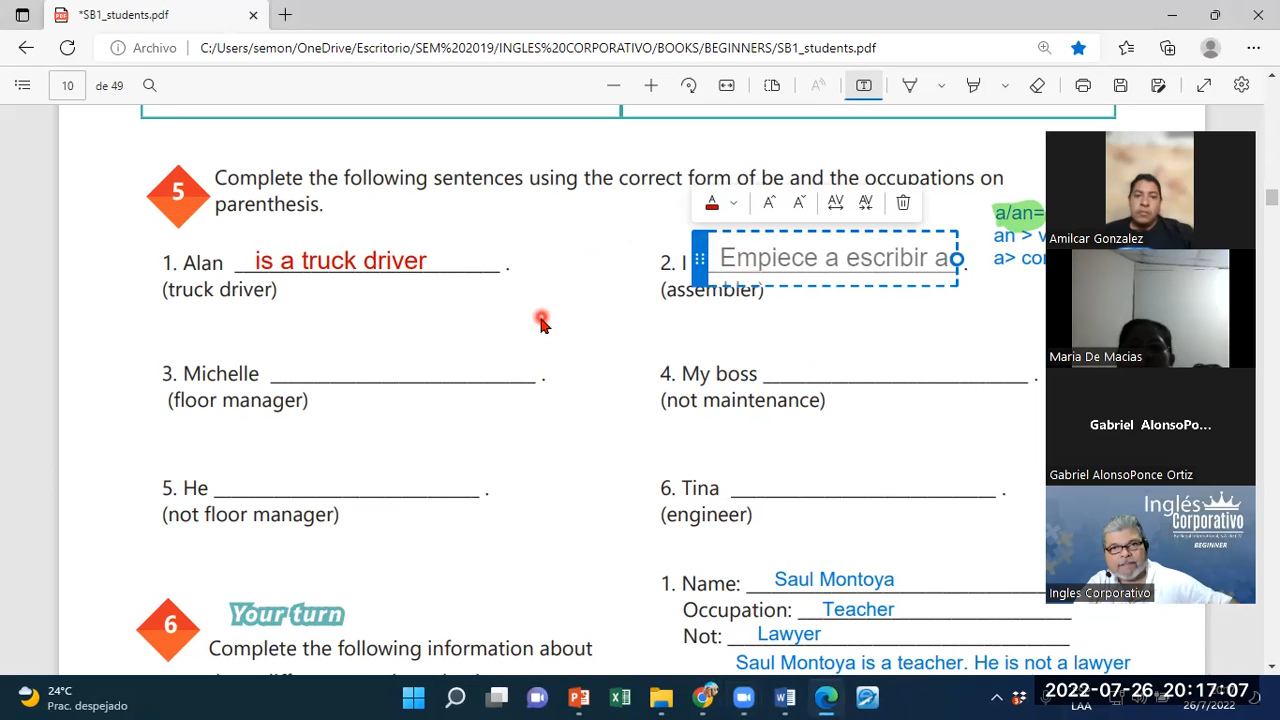 *SB1_students.pdf
Archivo C:/Users/semon/OneDrive/Escritorio/SEM%202019/INGLES%20CORPORATIVO/BOOKS/BEGINNERS/SB1_students.pdf
10 de 49
5 Complete the following sentences using the correct form of be and the occupations on
parenthesis.
a/an=
an > v
a> co
1. Alan is a truck driver .
(truck driver)
2. I Empiece a escribir a .
(assembler)
3. Michelle .
(floor manager)
4. My boss .
(not maintenance)
5. He .
(not floor manager)
6. Tina .
(engineer)
6 Your turn
Complete the following information about
1. Name: Saul Montoya
Occupation: Teacher
Not: Lawyer
Saul Montoya is a teacher. He is not a lawyer
Amilcar Gonzalez
Maria De Macias
Gabriel AlonsoPo...
Gabriel AlonsoPonce Ortiz
Inglés
Corporativo
BEGINNER
Ingles Corporativo
24°C
Prac. despejado
LAA
2022-07-26 20:17:07
26/7/2022